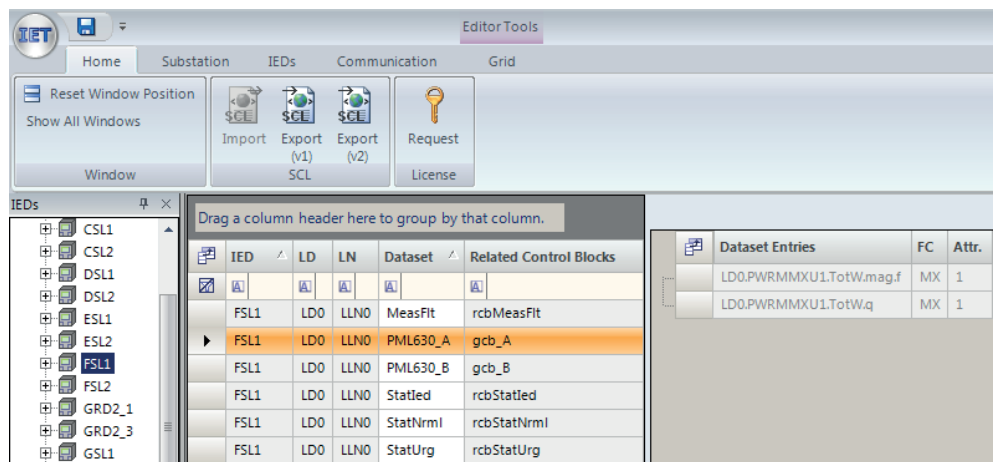 IET
Editor Tools
Home Substation IEDs Communication Grid
Reset Window Position
Show All Windows
Window
Import
Export (v1)
Export (v2)
SCL
Request
License
IEDs
CSL1
CSL2
DSL1
DSL2
ESL1
ESL2
FSL1
FSL2
GRD2_1
GRD2_3
GSL1
Drag a column header here to group by that column.
IED LD LN Dataset Related Control Blocks
A A A A A
FSL1 LD0 LLN0 MeasFlt rcbMeasFlt
FSL1 LD0 LLN0 PML630_A gcb_A
FSL1 LD0 LLN0 PML630_B gcb_B
FSL1 LD0 LLN0 StatIed rcbStatIed
FSL1 LD0 LLN0 StatNrml rcbStatNrml
FSL1 LD0 LLN0 StatUrg rcbStatUrg
Dataset Entries FC Attr.
LD0.PWRMMXU1.TotW.mag.f MX 1
LD0.PWRMMXU1.TotW.q MX 1